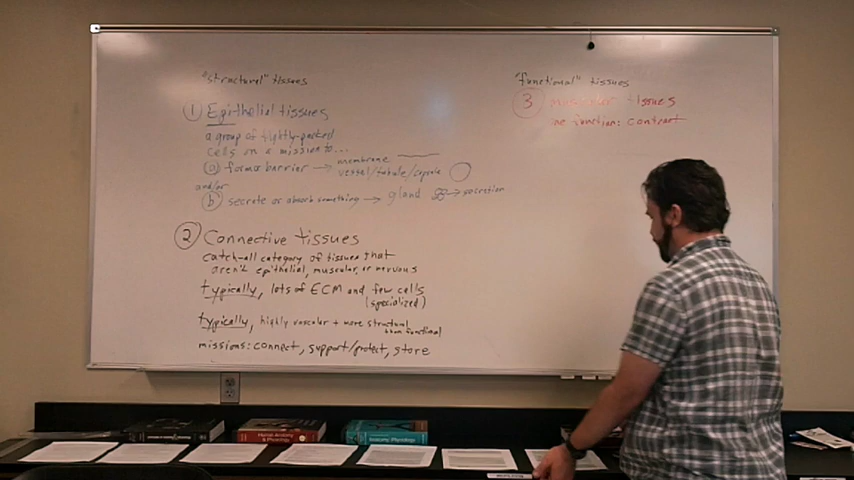 "structural" tissues
1 Epithelial tissues
a group of tightly-packed
cells on a mission to...
a form a barrier → membrane
vessel/tubule/capsule
and/or
b secrete or absorb something → gland → secretion
2 Connective tissues
catch-all category of tissues that
aren't epithelial, muscular, or nervous
typically, lots of ECM and few cells
(specialized)
typically, highly vascular + more structural
than functional
missions: connect, support/protect, store
"functional" tissues
3 muscular tissues
one function: contract
Anatomy & Physiology